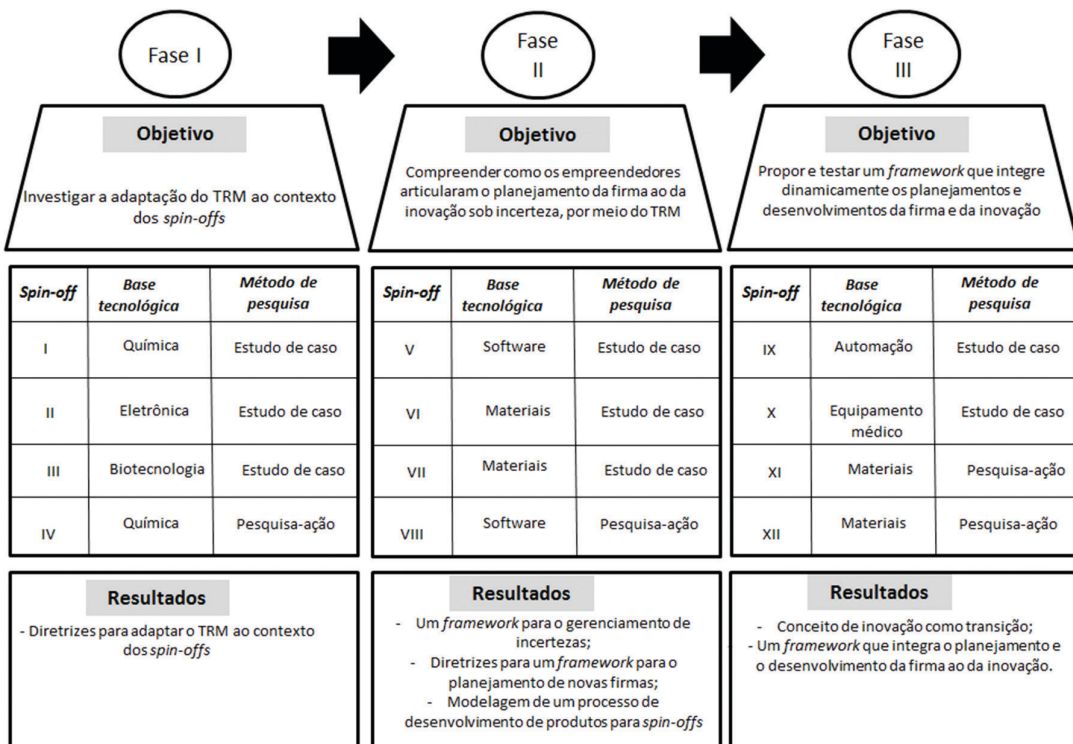 Fase I
Fase
II
Fase
III
Objetivo
Investigar a adaptação do TRM ao contexto
dos spin-offs
Objetivo
Compreender como os empreendedores
articularam o planejamento da firma ao da
inovação sob incerteza, por meio do TRM
Objetivo
Propor e testar um framework que integre
dinamicamente os planejamentos e
desenvolvimentos da firma e da inovação
Spin-off
Base
tecnológica
Método de
pesquisa
I
Química
Estudo de caso
II
Eletrônica
Estudo de caso
III
Biotecnologia
Estudo de caso
IV
Química
Pesquisa-ação
Spin-off
Base
tecnológica
Método de
pesquisa
V
Software
Estudo de caso
VI
Materiais
Estudo de caso
VII
Materiais
Estudo de caso
VIII
Software
Pesquisa-ação
Spin-off
Base
tecnológica
Método de
pesquisa
IX
Automação
Estudo de caso
X
Equipamento
médico
Estudo de caso
XI
Materiais
Pesquisa-ação
XII
Materiais
Pesquisa-ação
Resultados
- Diretrizes para adaptar o TRM ao contexto
dos spin-offs
Resultados
- Um framework para o gerenciamento de
incertezas;
- Diretrizes para um framework para o
planejamento de novas firmas;
- Modelagem de um processo de
desenvolvimento de produtos para spin-offs
Resultados
- Conceito de inovação como transição;
- Um framework que integra o planejamento e
o desenvolvimento da firma ao da inovação.